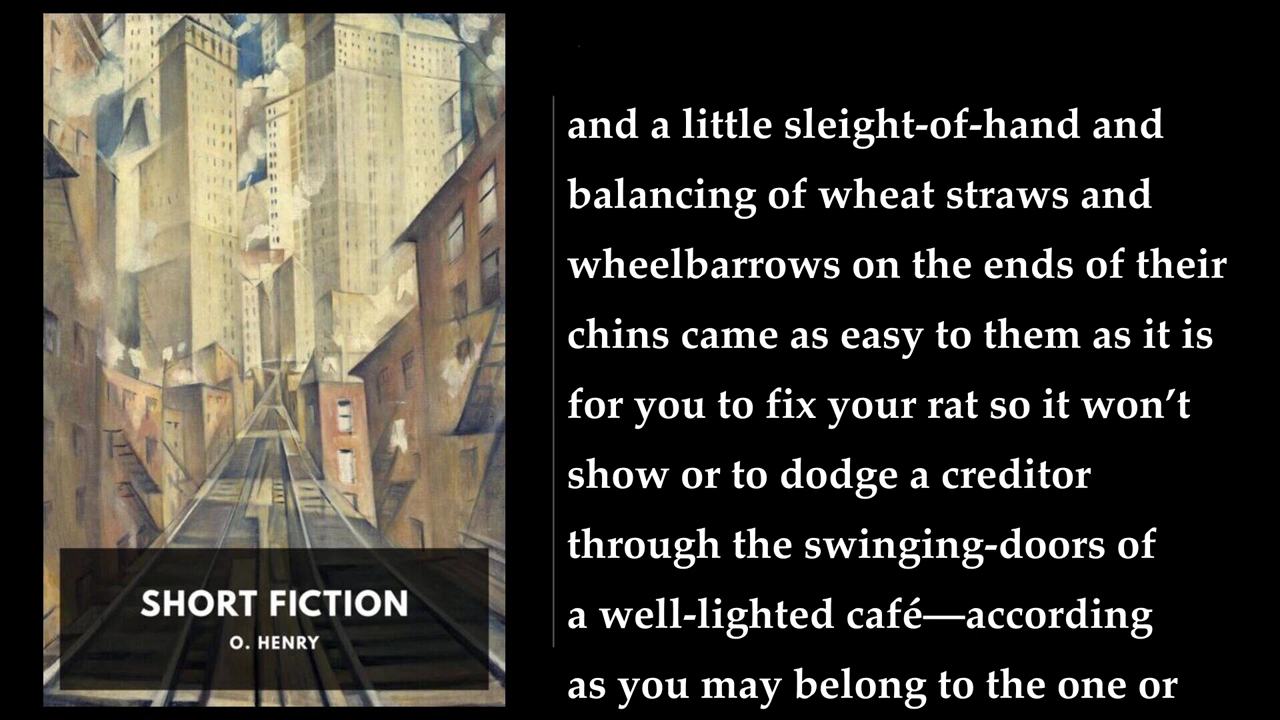 SHORT FICTION
O. HENRY
and a little sleight-of-hand and
balancing of wheat straws and
wheelbarrows on the ends of their
chins came as easy to them as it is
for you to fix your rat so it won’t
show or to dodge a creditor
through the swinging-doors of
a well-lighted café—according
as you may belong to the one or